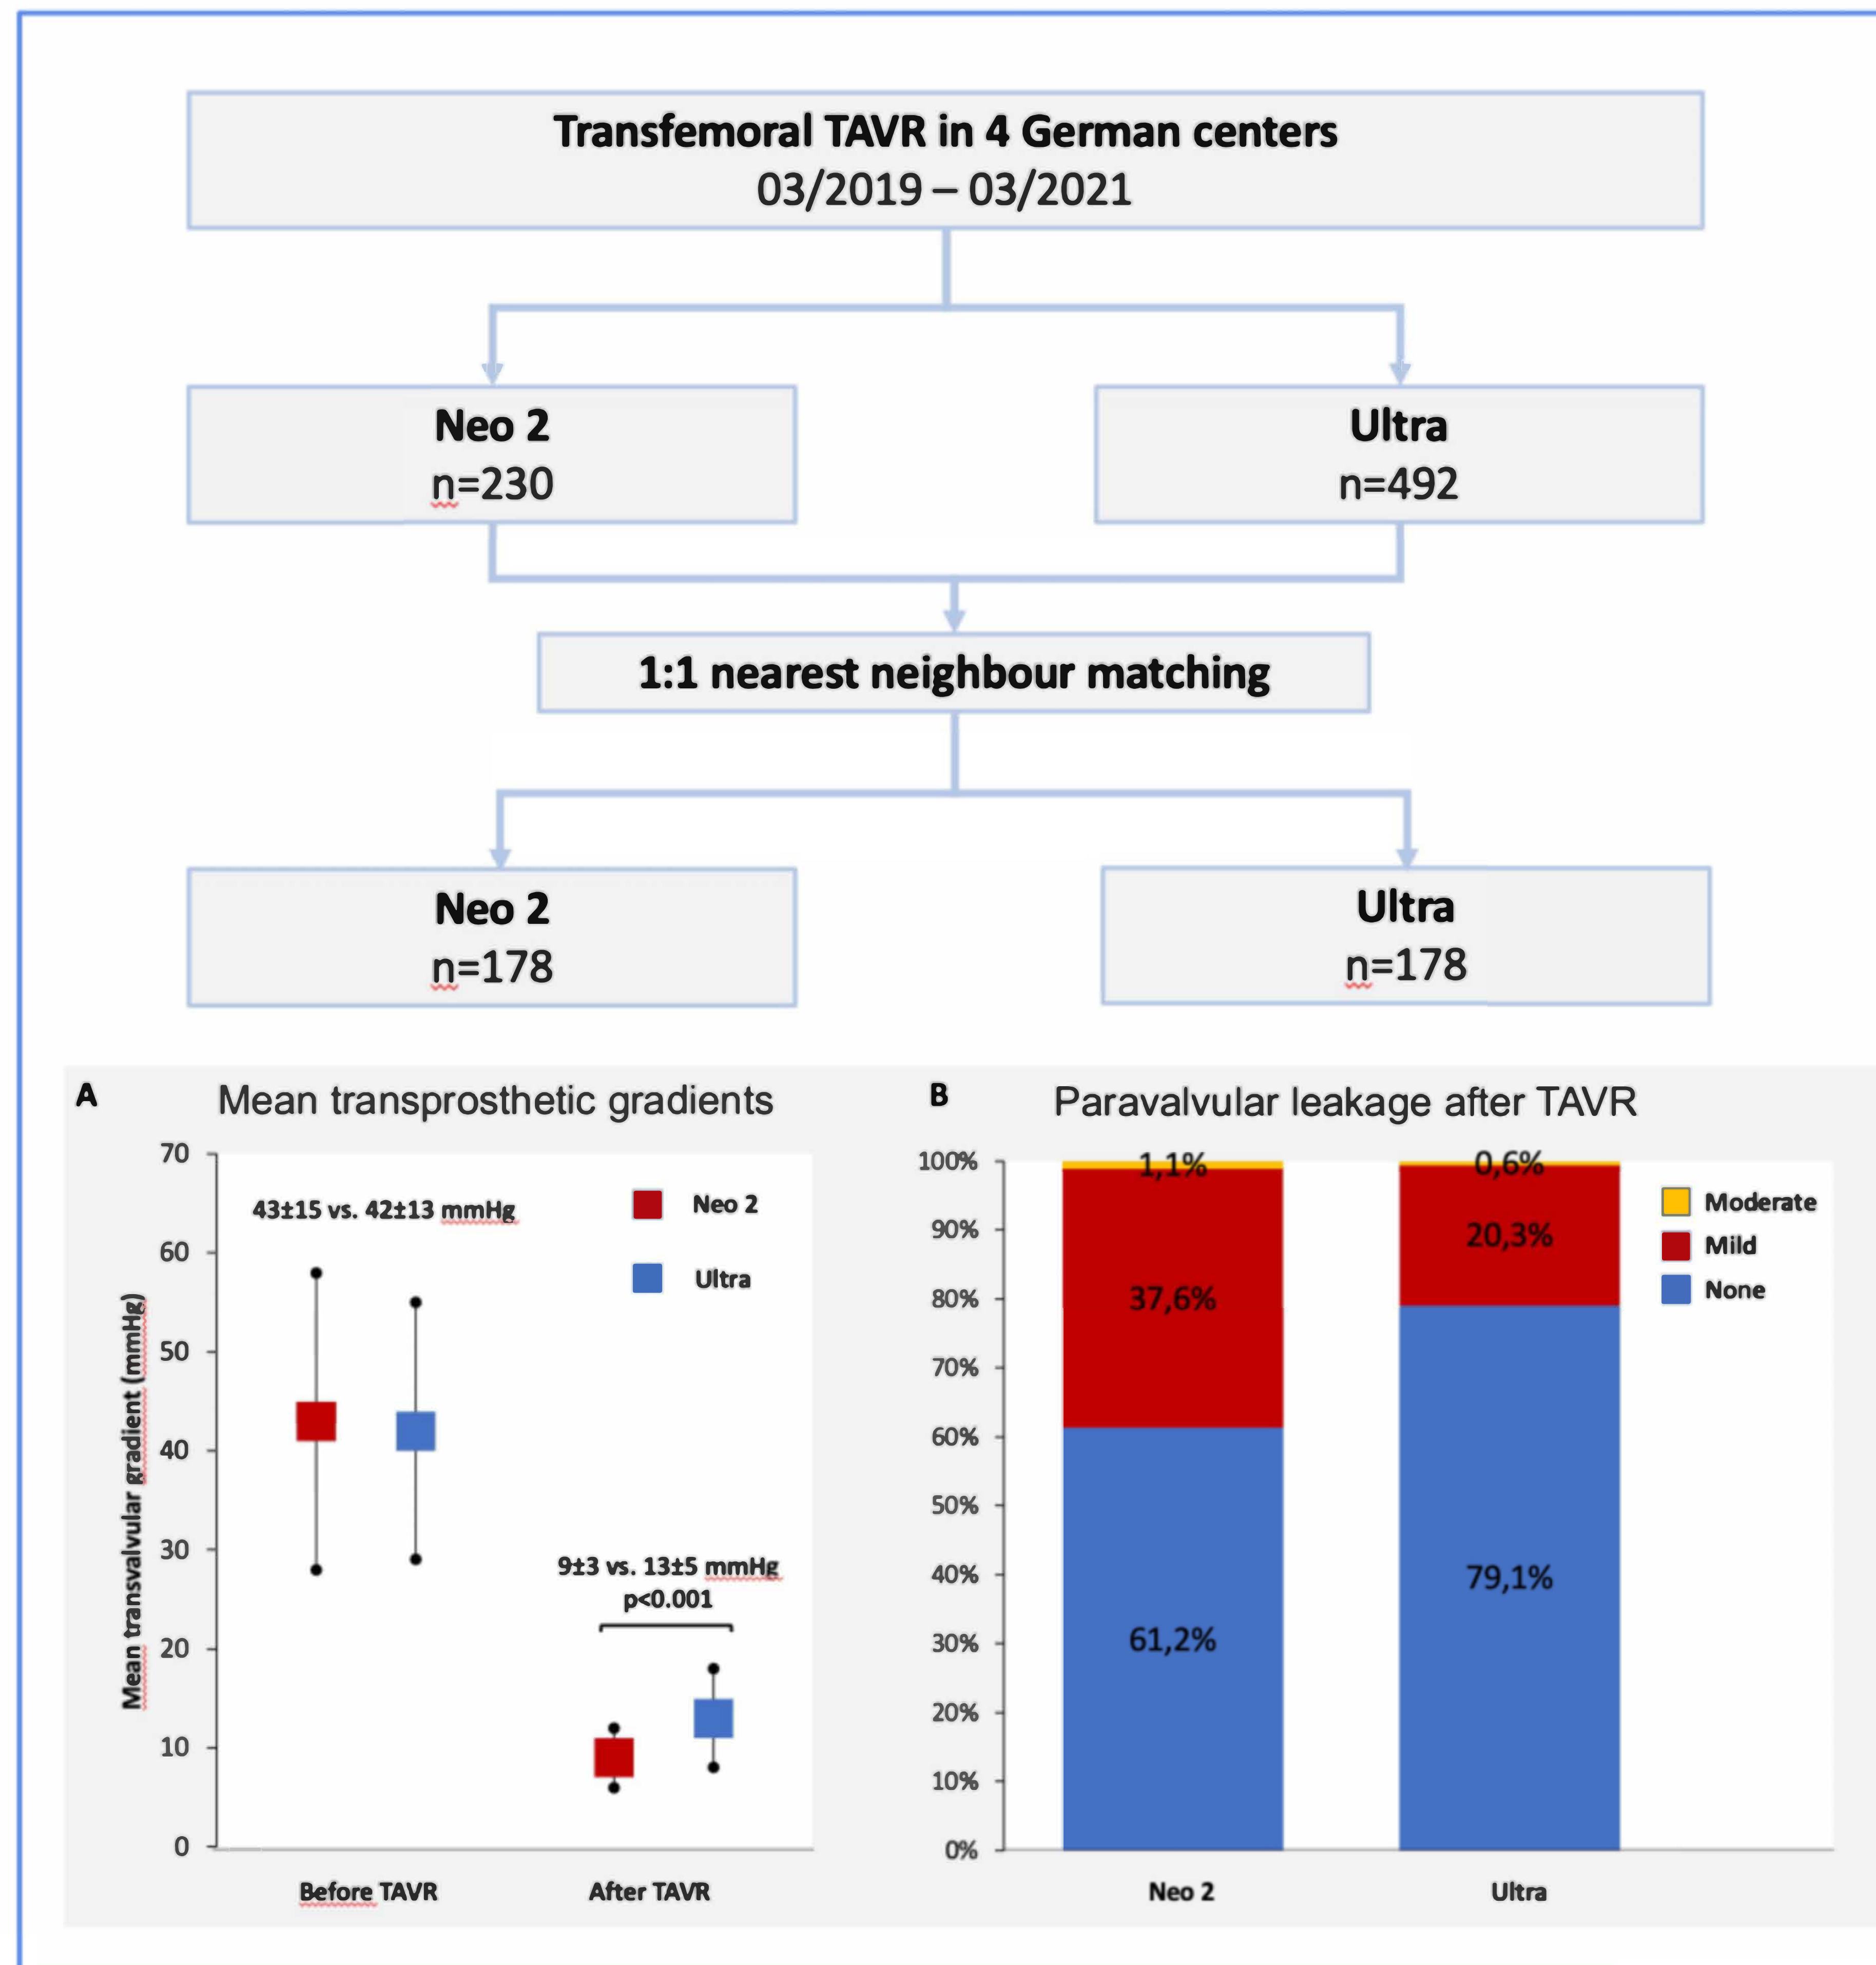 Transfemoral TAVR in 4 German centers
03/2019 – 03/2021
Neo 2
n=230
Ultra
n=492
1:1 nearest neighbour matching
Neo 2
n=178
Ultra
n=178
A
Mean transprosthetic gradients
Mean transvalvular gradient (mmHg)
70
60
50
40
30
20
10
0
43±15 vs. 42±13 mmHg
Neo 2
Ultra
9±3 vs. 13±5 mmHg
p<0.001
Before TAVR
After TAVR
B
Paravalvular leakage after TAVR
100%
90%
80%
70%
60%
50%
40%
30%
20%
10%
0%
1,1%
37,6%
61,2%
0,6%
20,3%
79,1%
Moderate
Mild
None
Neo 2
Ultra